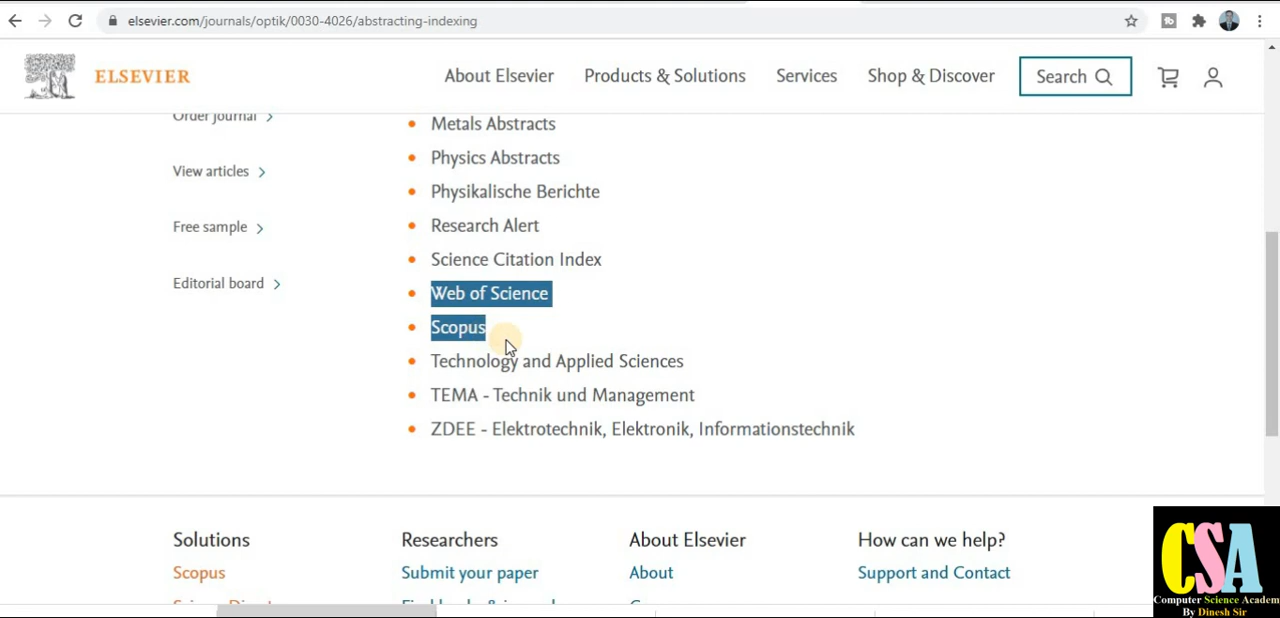 elsevier.com/journals/optik/0030-4026/abstracting-indexing
ELSEVIER
About Elsevier
Products & Solutions
Services
Shop & Discover
Search
Order journal
View articles
Free sample
Editorial board
Metals Abstracts
Physics Abstracts
Physikalische Berichte
Research Alert
Science Citation Index
Web of Science
Scopus
Technology and Applied Sciences
TEMA - Technik und Management
ZDEE - Elektrotechnik, Elektronik, Informationstechnik
Solutions
Scopus
Researchers
Submit your paper
About Elsevier
About
How can we help?
Support and Contact
CSA
Computer Science Academ
By Dinesh Sir